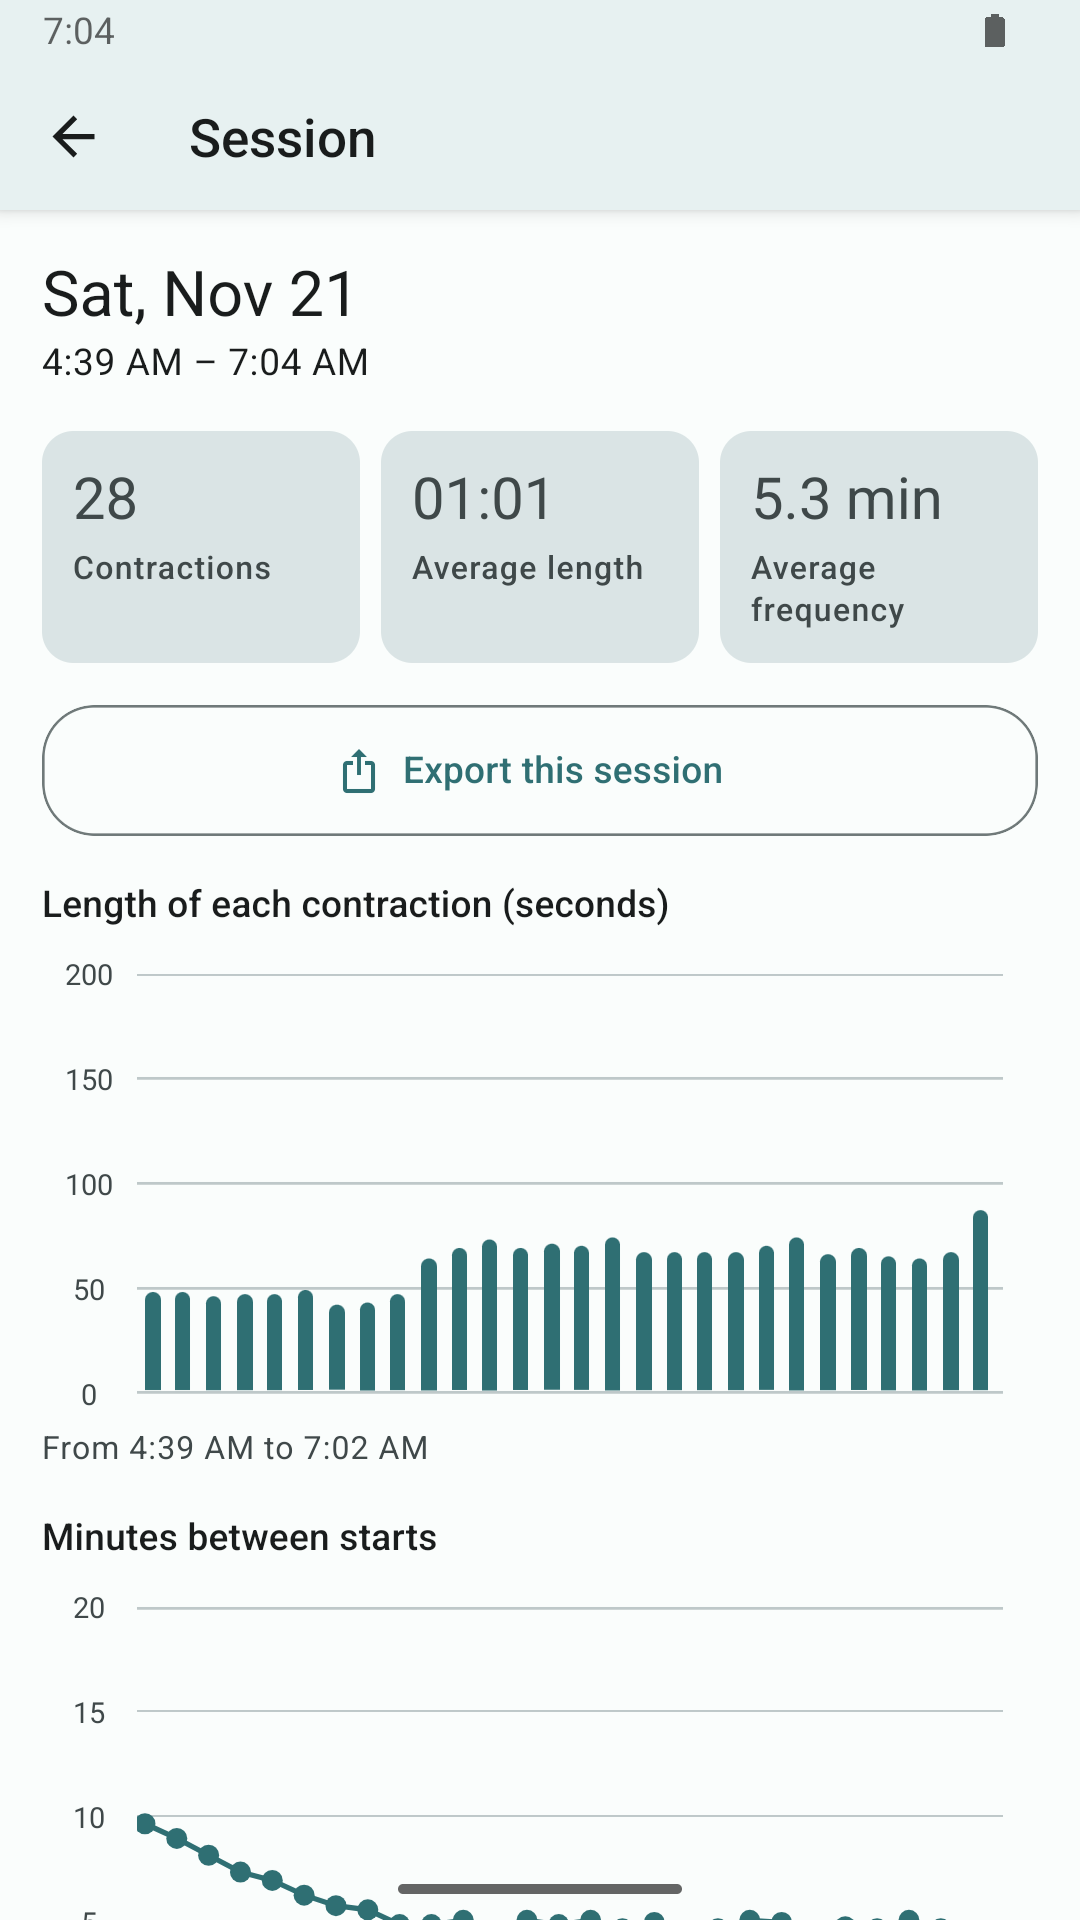 7:04
Session
Sat, Nov 21
4:39 AM – 7:04 AM
28
Contractions
01:01
Average length
5.3 min
Average
frequency
Export this session
Length of each contraction (seconds)
200
150
100
50
0
From 4:39 AM to 7:02 AM
Minutes between starts
20
15
10
5